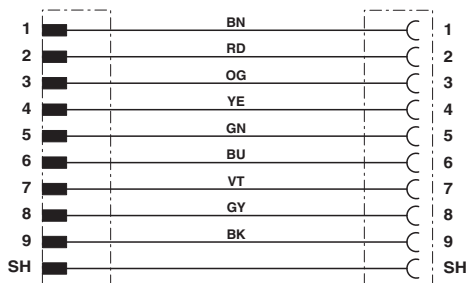 1 BN 1
2 RD 2
3 OG 3
4 YE 4
5 GN 5
6 BU 6
7 VT 7
8 GY 8
9 BK 9
SH SH